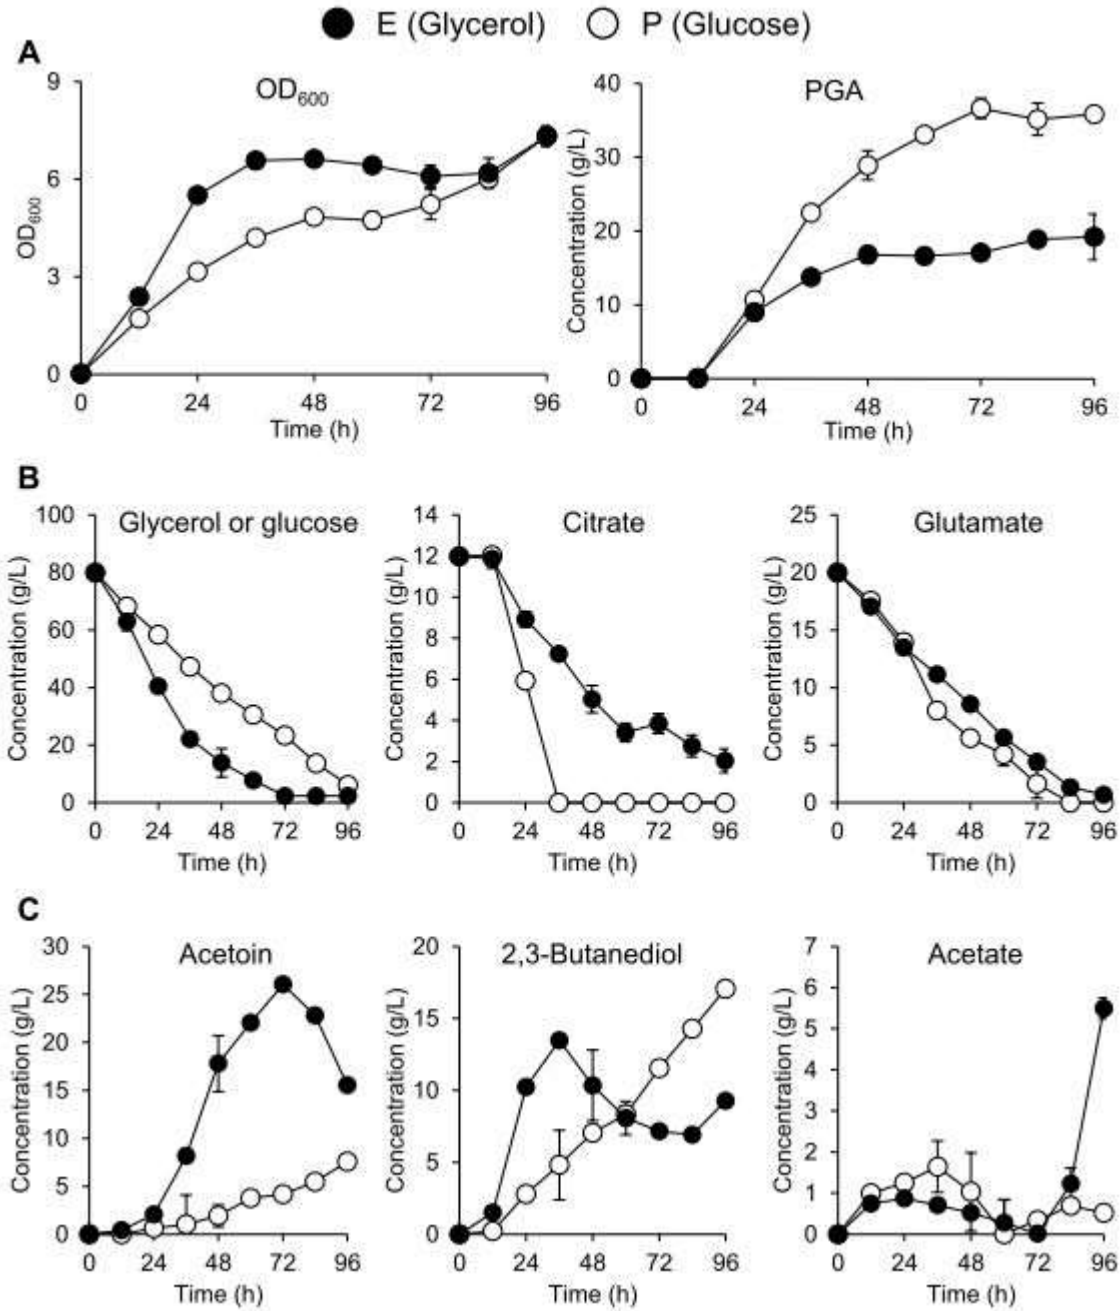 E (Glycerol) P (Glucose)
A
OD600
PGA
9
6
3
0
OD600
0 24 48 72 96
Time (h)
40
30
20
10
0
Concentration (g/L)
0 24 48 72 96
Time (h)
B
Glycerol or glucose
100
80
60
40
20
0
Concentration (g/L)
0 24 48 72 96
Time (h)
Citrate
14
12
10
8
6
4
2
0
Concentration (g/L)
0 24 48 72 96
Time (h)
Glutamate
25
20
15
10
5
0
Concentration (g/L)
0 24 48 72 96
Time (h)
C
Acetoin
30
25
20
15
10
5
0
Concentration (g/L)
0 24 48 72 96
Time (h)
2,3-Butanediol
20
15
10
5
0
Concentration (g/L)
0 24 48 72 96
Time (h)
Acetate
7
6
5
4
3
2
1
0
Concentration (g/L)
0 24 48 72 96
Time (h)